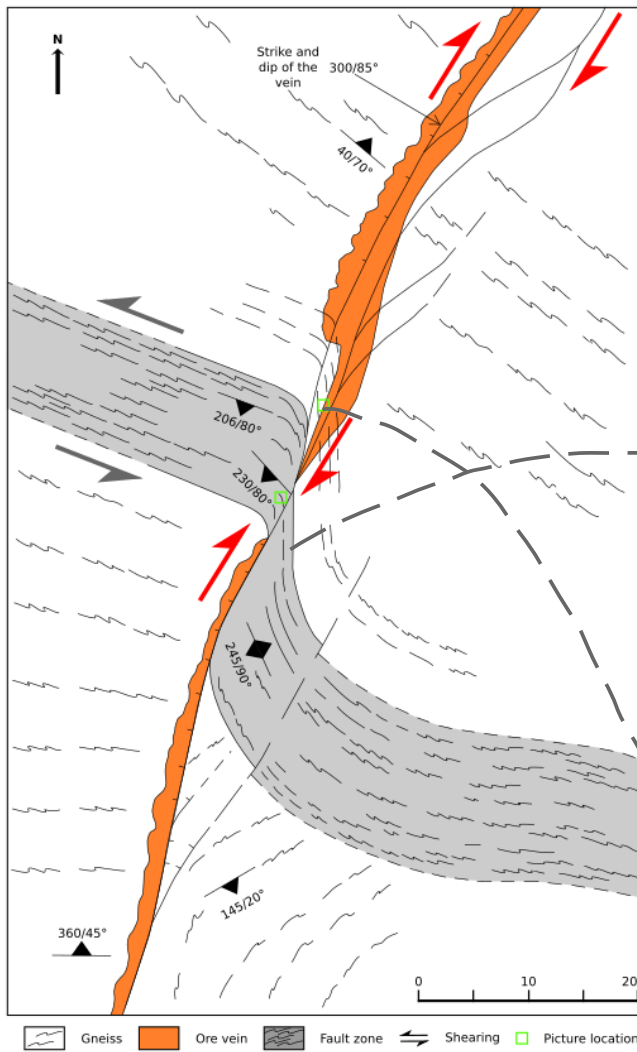 N
Strike and
dip of the
vein
300/85°
40/70°
206/80°
230/80°
245/90°
145/20°
360/45°
0 10 20
Gneiss Ore vein Fault zone Shearing Picture location